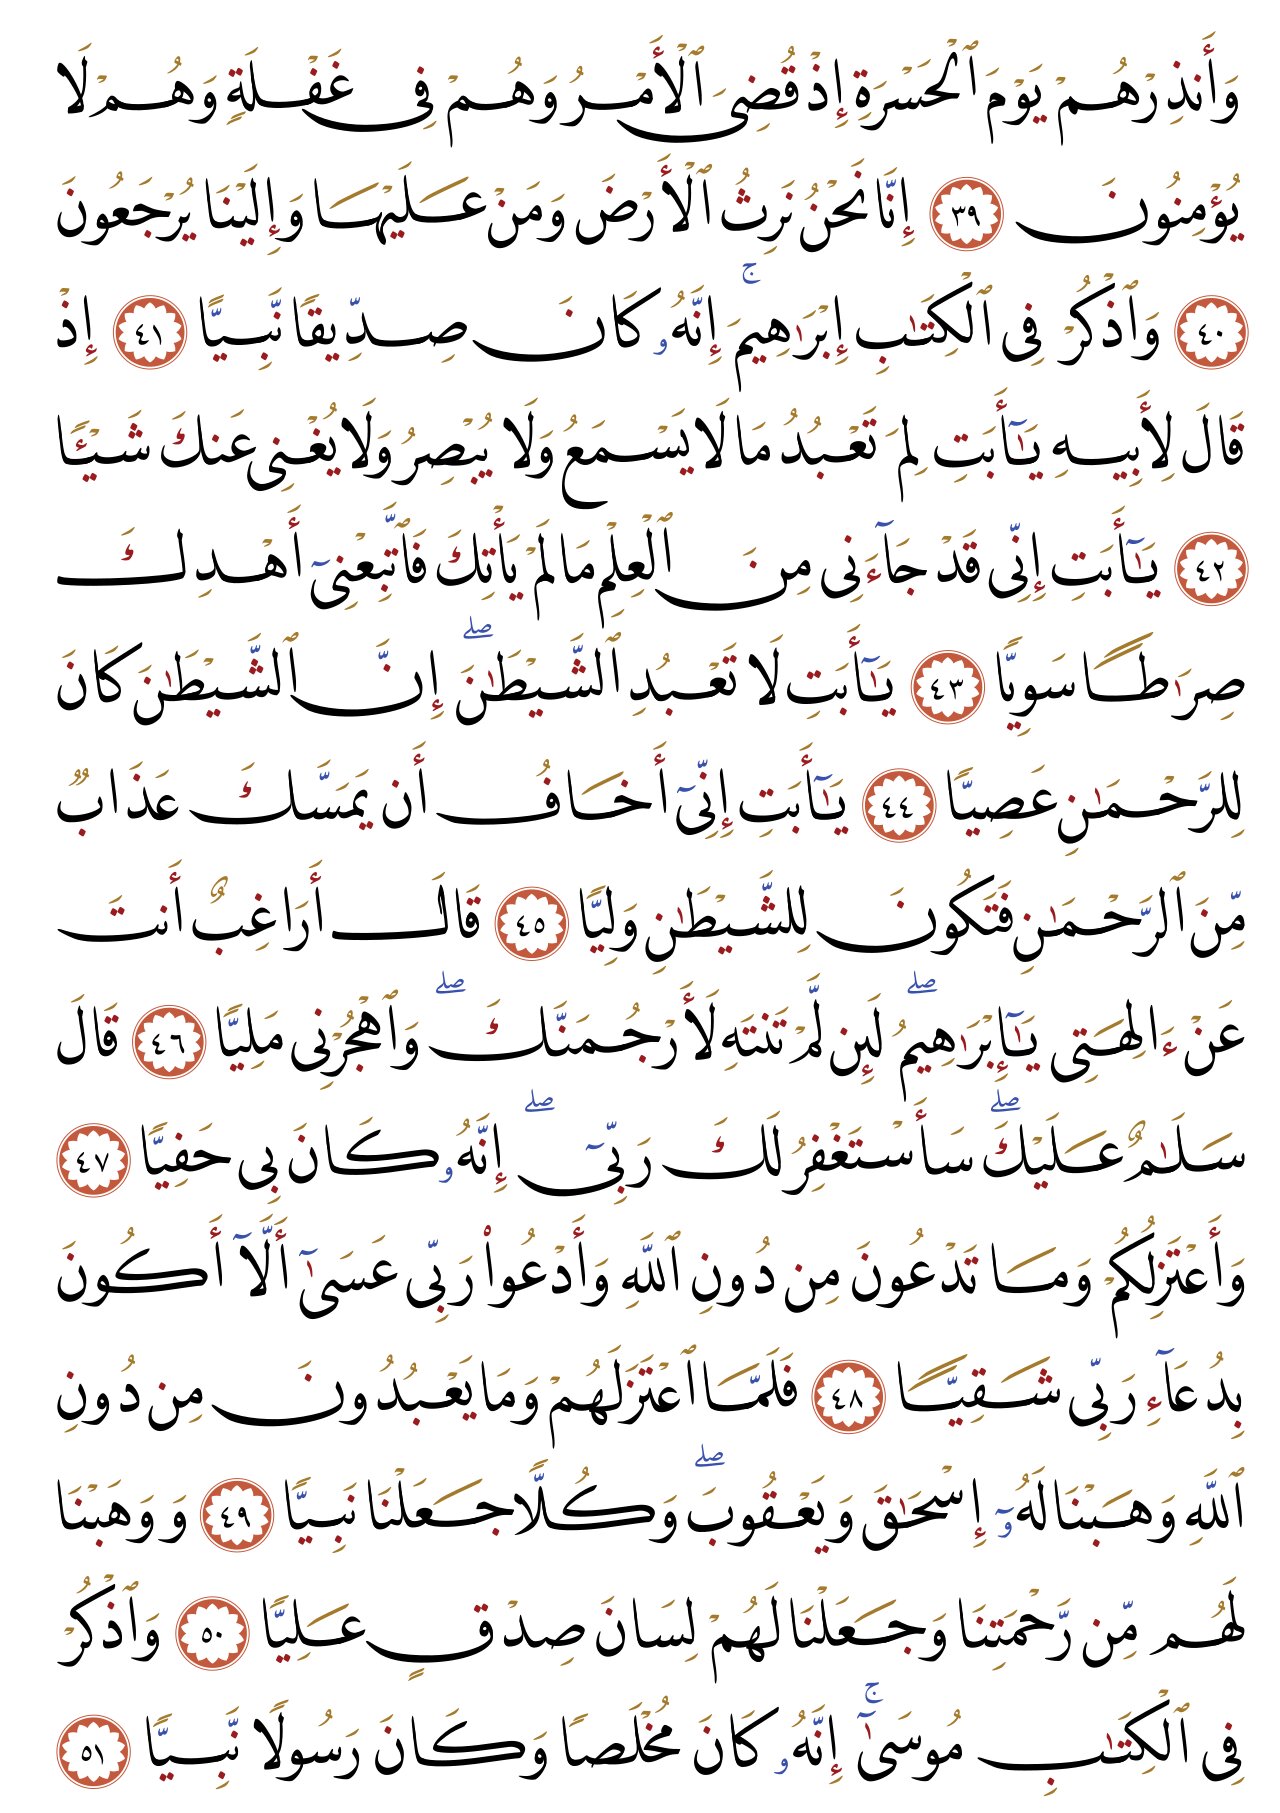 وَأَنذِرْهُمْ يَوْمَ ٱلْحَسْرَةِ إِذْ قُضِىَ ٱلْأَمْرُ وَهُمْ فِى غَفْلَةٍ وَهُمْ لَا
يُؤْمِنُونَ ٣٩ إِنَّا نَحْنُ نَرِثُ ٱلْأَرْضَ وَمَنْ عَلَيْهَا وَإِلَيْنَا يُرْجَعُونَ
٤٠ وَٱذْكُرْ فِى ٱلْكِتَٰبِ إِبْرَٰهِيمَ ۚ إِنَّهُۥ كَانَ صِدِّيقًا نَّبِيًّا ٤١ إِذْ
قَالَ لِأَبِيهِ يَٰٓأَبَتِ لِمَ تَعْبُدُ مَا لَا يَسْمَعُ وَلَا يُبْصِرُ وَلَا يُغْنِى عَنكَ شَيْـًٔا
٤٢ يَٰٓأَبَتِ إِنِّى قَدْ جَآءَنِى مِنَ ٱلْعِلْمِ مَا لَمْ يَأْتِكَ فَٱتَّبِعْنِىٓ أَهْدِكَ
صِرَٰطًا سَوِيًّا ٤٣ يَٰٓأَبَتِ لَا تَعْبُدِ ٱلشَّيْطَٰنَ ۖ إِنَّ ٱلشَّيْطَٰنَ كَانَ
لِلرَّحْمَٰنِ عَصِيًّا ٤٤ يَٰٓأَبَتِ إِنِّىٓ أَخَافُ أَن يَمَسَّكَ عَذَابٌ
مِّنَ ٱلرَّحْمَٰنِ فَتَكُونَ لِلشَّيْطَٰنِ وَلِيًّا ٤٥ قَالَ أَرَاغِبٌ أَنتَ
عَنْ ءَالِهَتِى يَٰٓإِبْرَٰهِيمُ ۖ لَئِن لَّمْ تَنتَهِ لَأَرْجُمَنَّكَ ۖ وَٱهْجُرْنِى مَلِيًّا ٤٦ قَالَ
سَلَٰمٌ عَلَيْكَ ۖ سَأَسْتَغْفِرُ لَكَ رَبِّىٓ ۖ إِنَّهُۥ كَانَ بِى حَفِيًّا ٤٧
وَأَعْتَزِلُكُمْ وَمَا تَدْعُونَ مِن دُونِ ٱللَّهِ وَأَدْعُوا۟ رَبِّى عَسَىٰٓ أَلَّآ أَكُونَ
بِدُعَآءِ رَبِّى شَقِيًّا ٤٨ فَلَمَّا ٱعْتَزَلَهُمْ وَمَا يَعْبُدُونَ مِن دُونِ
ٱللَّهِ وَهَبْنَا لَهُۥٓ إِسْحَٰقَ وَيَعْقُوبَ ۖ وَكُلًّا جَعَلْنَا نَبِيًّا ٤٩ وَوَهَبْنَا
لَهُم مِّن رَّحْمَتِنَا وَجَعَلْنَا لَهُمْ لِسَانَ صِدْقٍ عَلِيًّا ٥٠ وَٱذْكُرْ
فِى ٱلْكِتَٰبِ مُوسَىٰٓ ۚ إِنَّهُۥ كَانَ مُخْلَصًا وَكَانَ رَسُولًا نَّبِيًّا ٥١